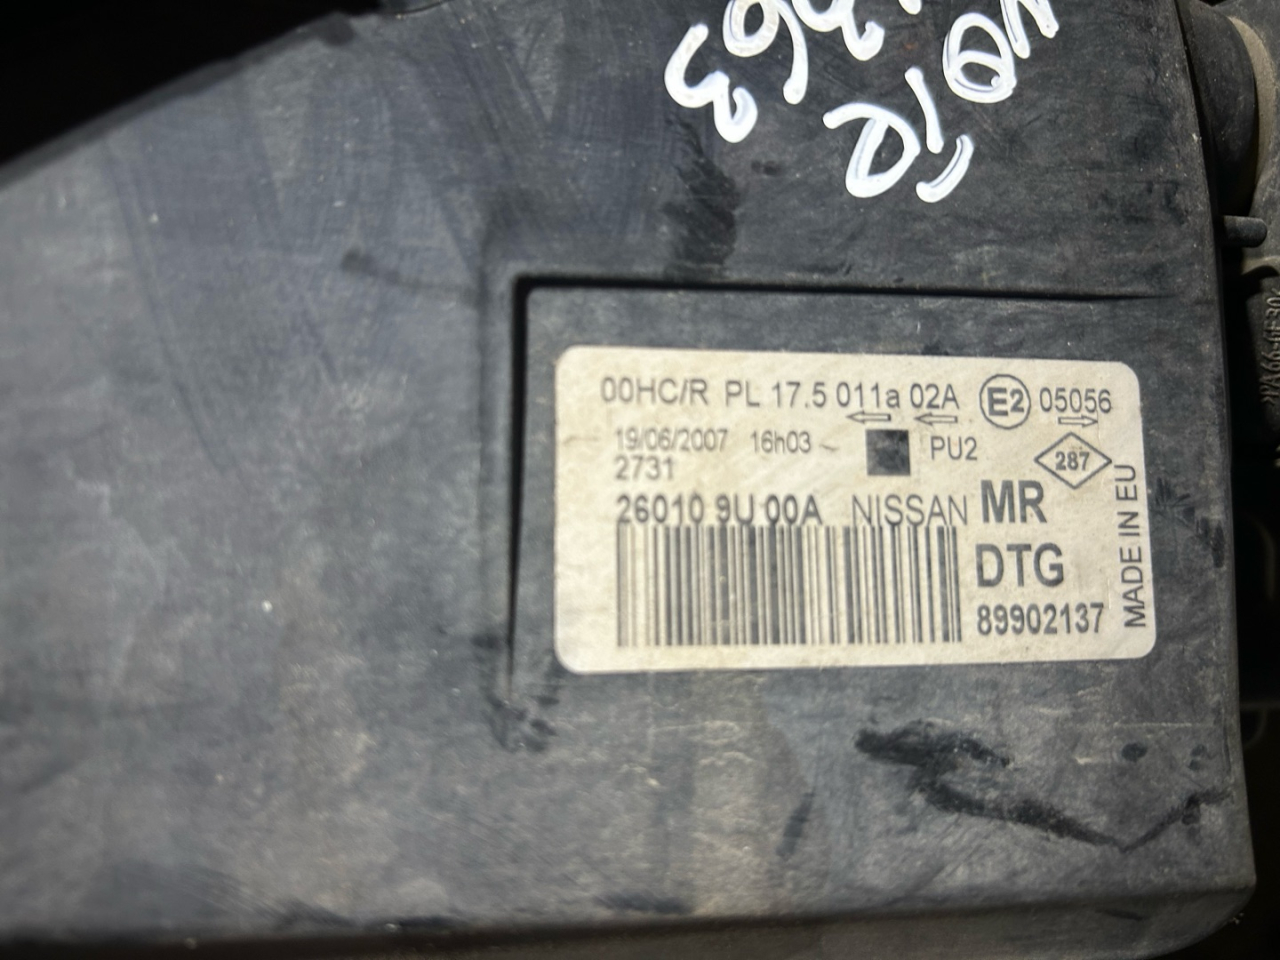 00HC/R PL 17.5 011a 02A E2 05056
19/06/2007 16h03 PU2
2731
287
26010 9U 00A NISSAN MR
DTG
89902137
MADE IN EU